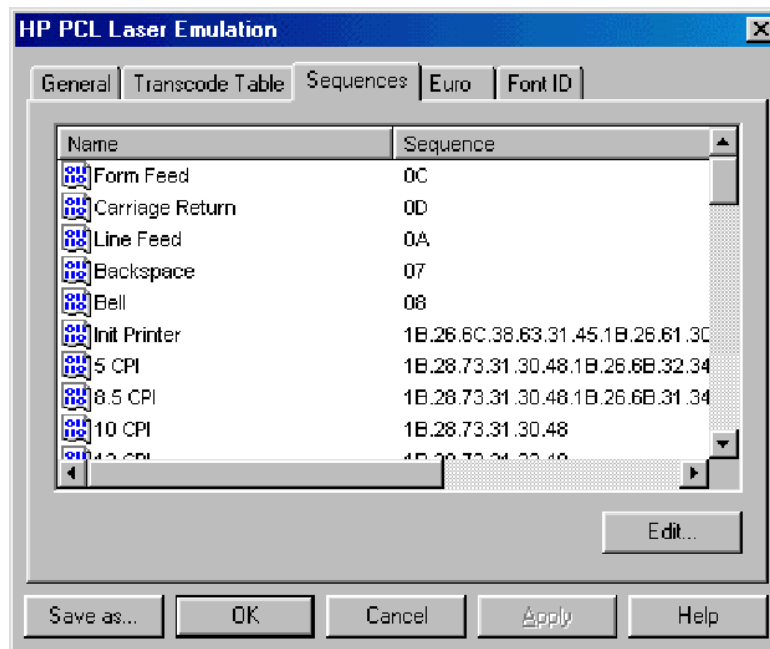 HP PCL Laser Emulation
General Transcode Table Sequences Euro Font ID
Name Sequence
Form Feed 0C
Carriage Return 0D
Line Feed 0A
Backspace 07
Bell 08
Init Printer 1B.26.6C.38.63.31.45.1B.26.61.30
5 CPI 1B.28.73.31.30.48.1B.26.6B.32.34
8.5 CPI 1B.28.73.31.30.48.1B.26.6B.31.34
10 CPI 1B.28.73.31.30.48
Edit...
Save as... OK Cancel Apply Help